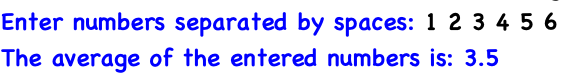 Enter numbers separated by spaces: 1 2 3 4 5 6
The average of the entered numbers is: 3.5